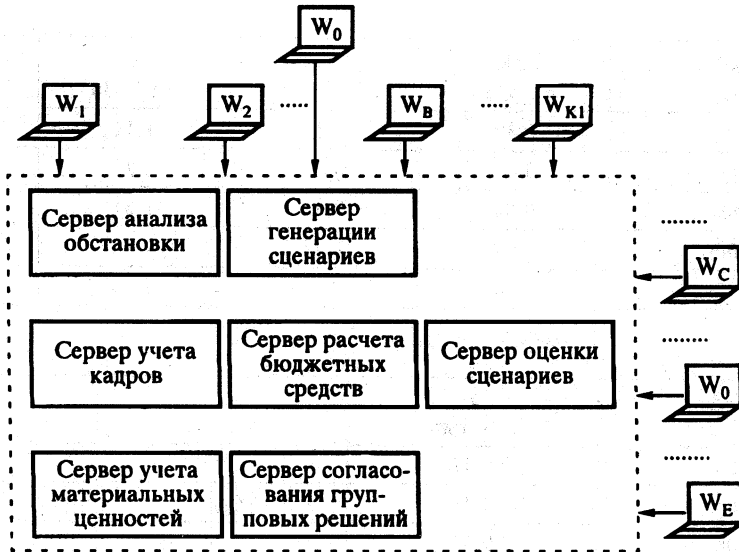 W0
W1
W2
.....
WB
.....
WK1
Сервер анализа
обстановки
Сервер
генерации
сценариев
........
WC
Сервер учета
кадров
Сервер расчета
бюджетных
средств
Сервер оценки
сценариев
........
W0
Сервер учета
материальных
ценностей
Сервер согласо-
вания груп-
повых решений
........
WE